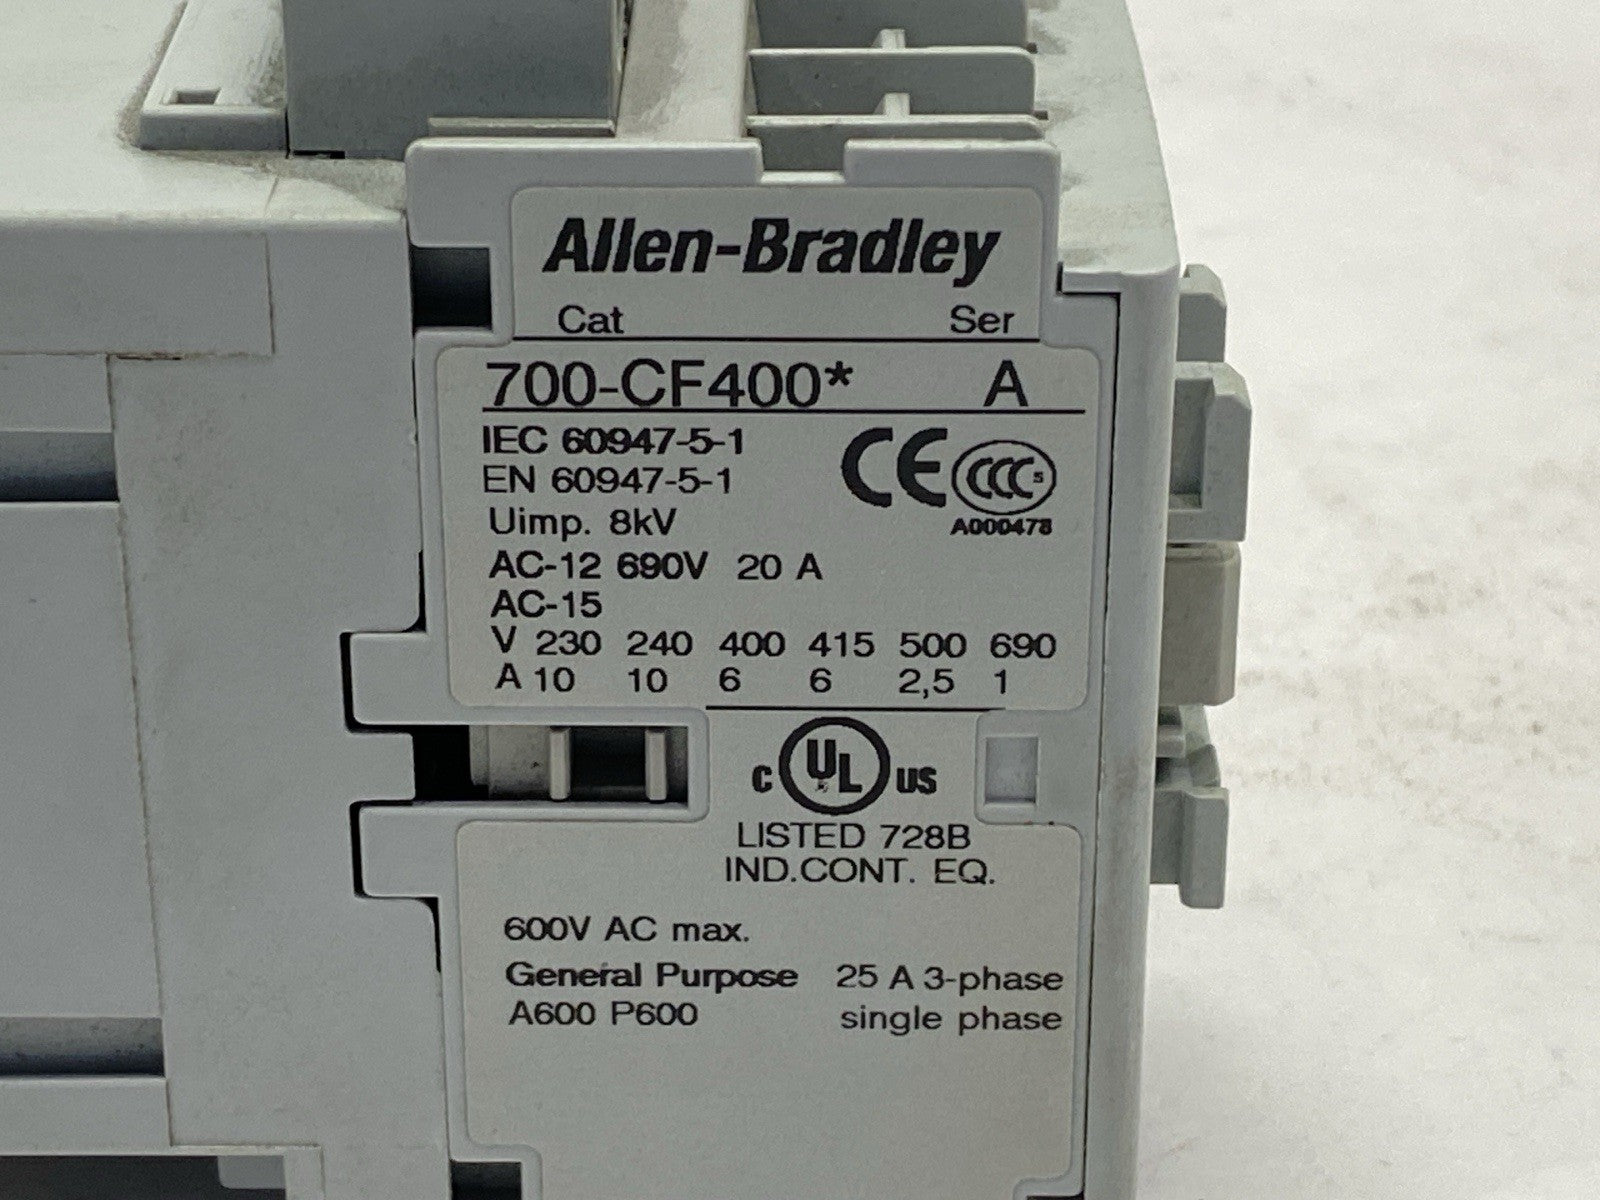 Allen-Bradley
Cat Ser
700-CF400* A
IEC 60947-5-1
EN 60947-5-1
CE CCC S
A000478
Uimp. 8kV
AC-12 690V 20 A
AC-15
V 230 240 400 415 500 690
A 10 10 6 6 2,5 1
C UL US
LISTED 728B
IND.CONT. EQ.
600V AC max.
General Purpose 25 A 3-phase
A600 P600 single phase